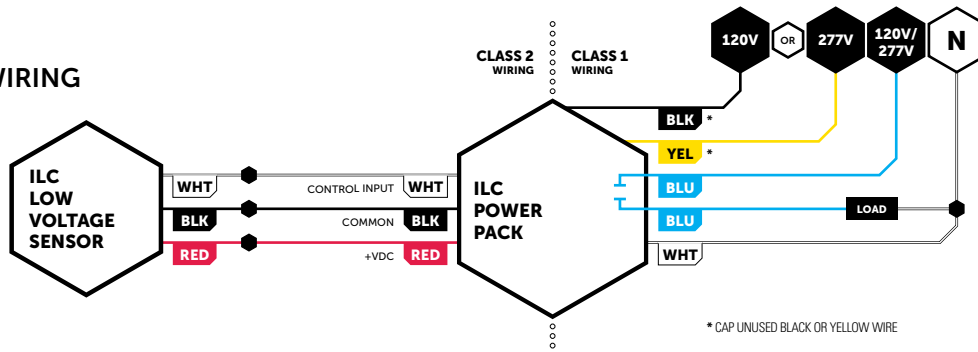 WIRING
CLASS 2
WIRING
CLASS 1
WIRING
120V
OR
277V
120V/
277V
N
BLK *
YEL *
BLU
BLU
LOAD
WHT
ILC
LOW
VOLTAGE
SENSOR
WHT
CONTROL INPUT
WHT
BLK
COMMON
BLK
RED
+VDC
RED
ILC
POWER
PACK
* CAP UNUSED BLACK OR YELLOW WIRE